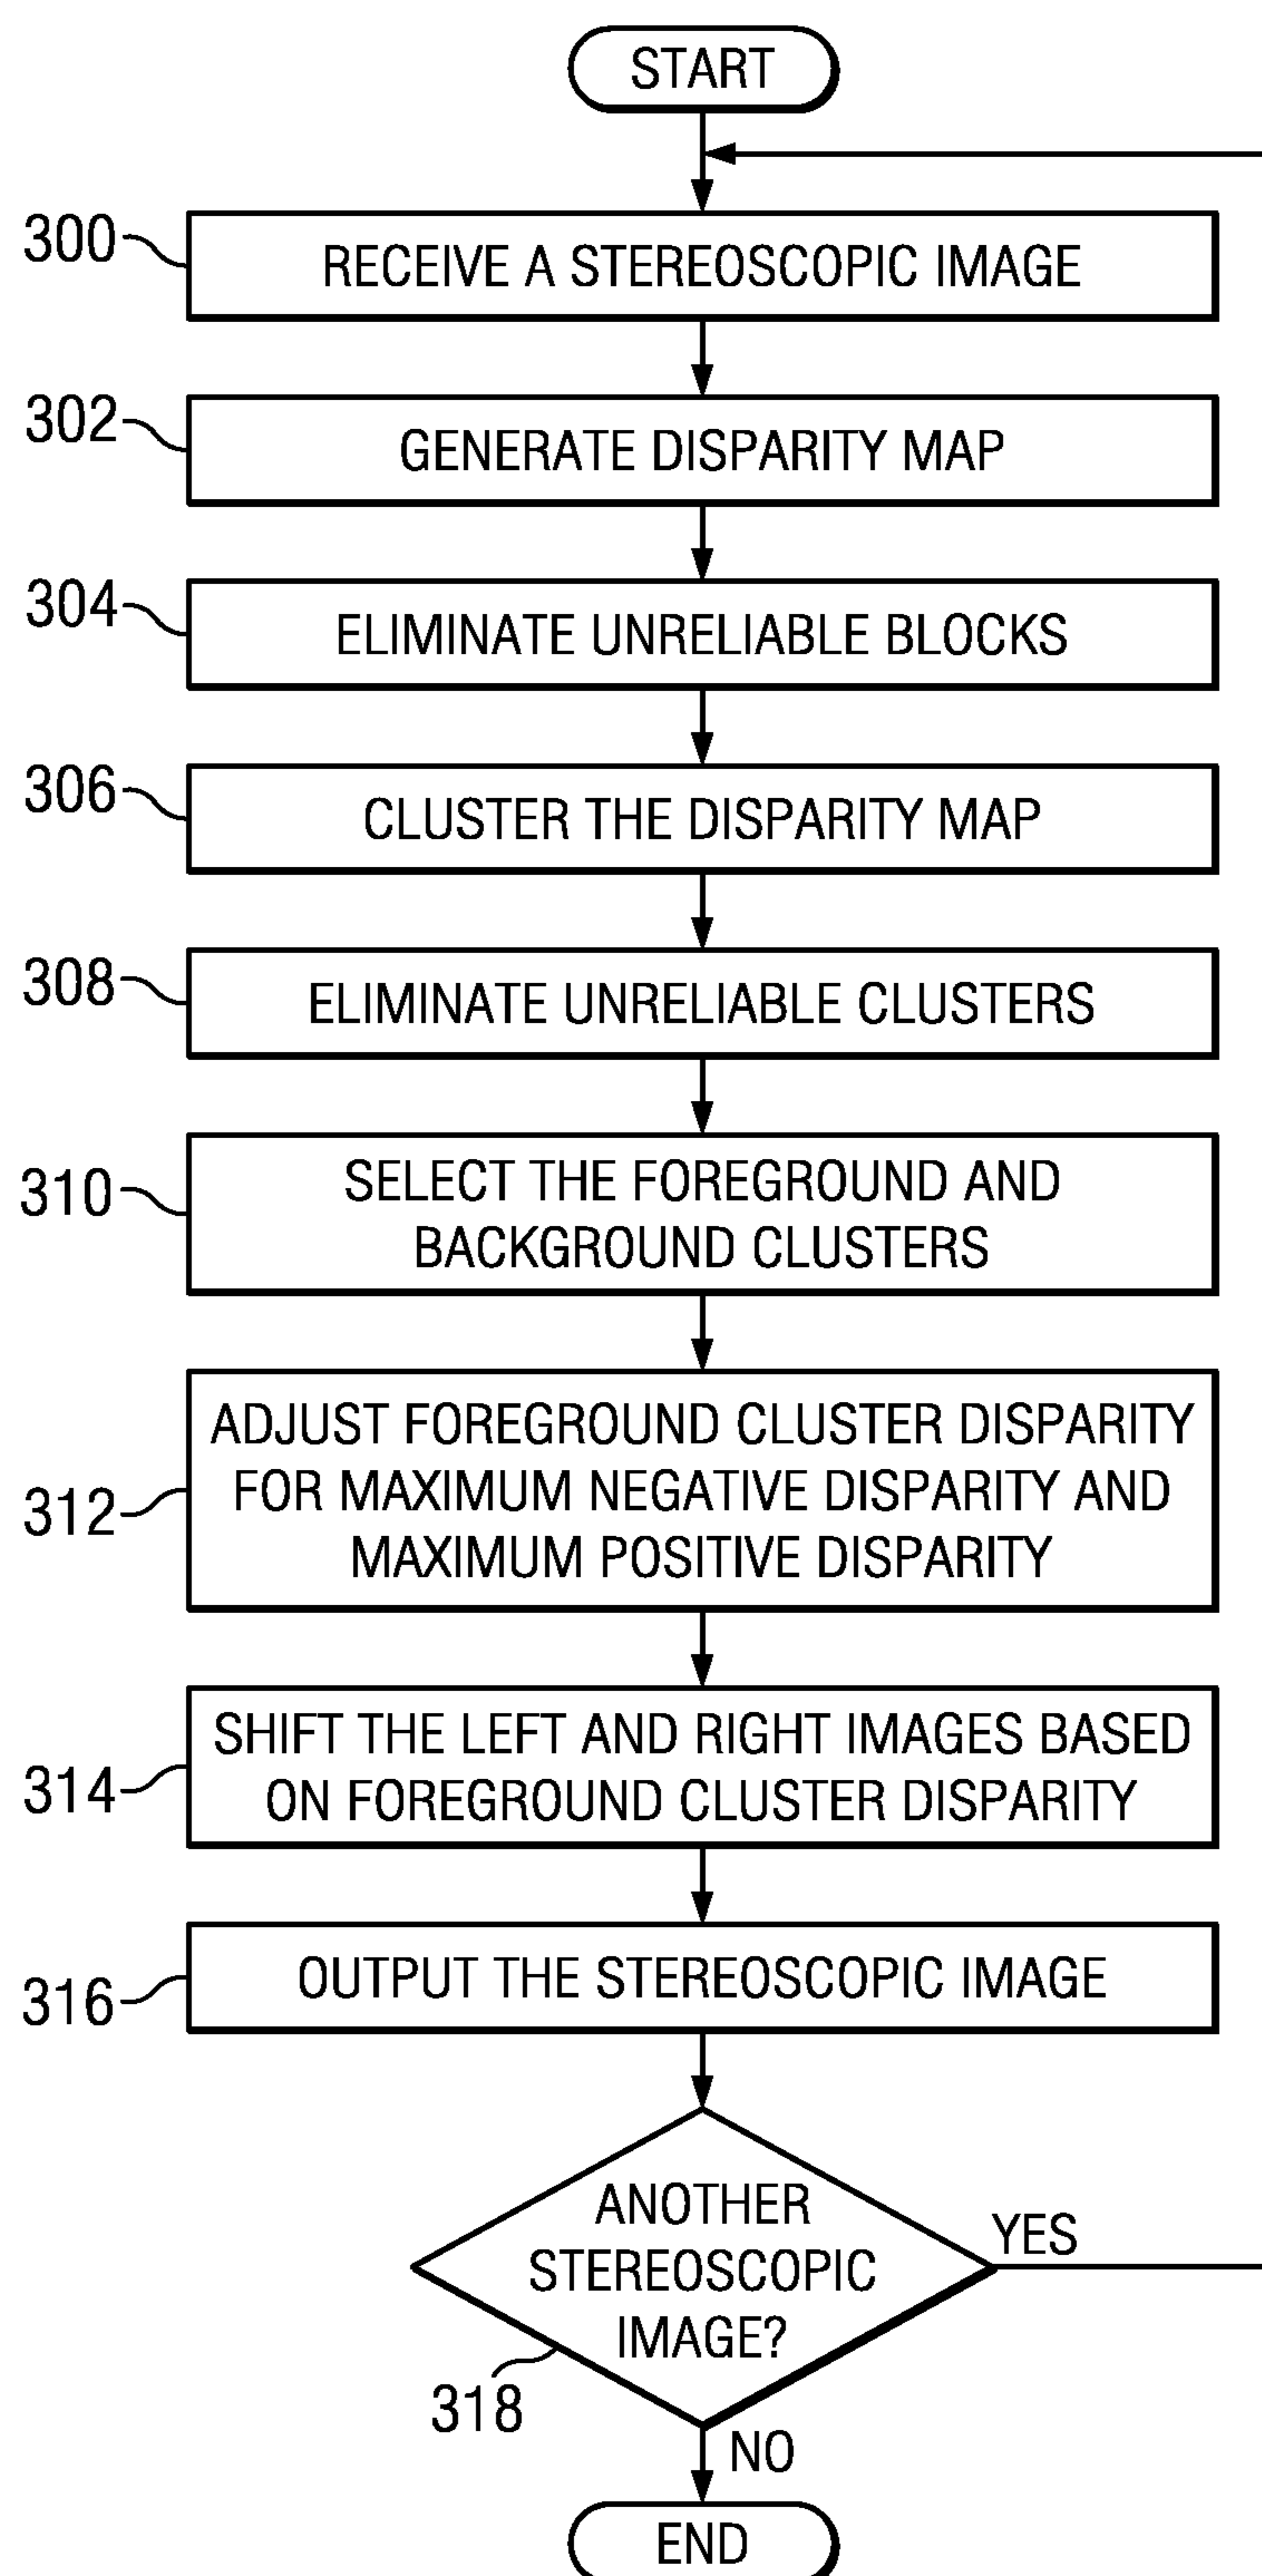 START
300
RECEIVE A STEREOSCOPIC IMAGE
302
GENERATE DISPARITY MAP
304
ELIMINATE UNRELIABLE BLOCKS
306
CLUSTER THE DISPARITY MAP
308
ELIMINATE UNRELIABLE CLUSTERS
310
SELECT THE FOREGROUND AND
BACKGROUND CLUSTERS
312
ADJUST FOREGROUND CLUSTER DISPARITY
FOR MAXIMUM NEGATIVE DISPARITY AND
MAXIMUM POSITIVE DISPARITY
314
SHIFT THE LEFT AND RIGHT IMAGES BASED
ON FOREGROUND CLUSTER DISPARITY
316
OUTPUT THE STEREOSCOPIC IMAGE
ANOTHER
STEREOSCOPIC
IMAGE?
YES
318
NO
END